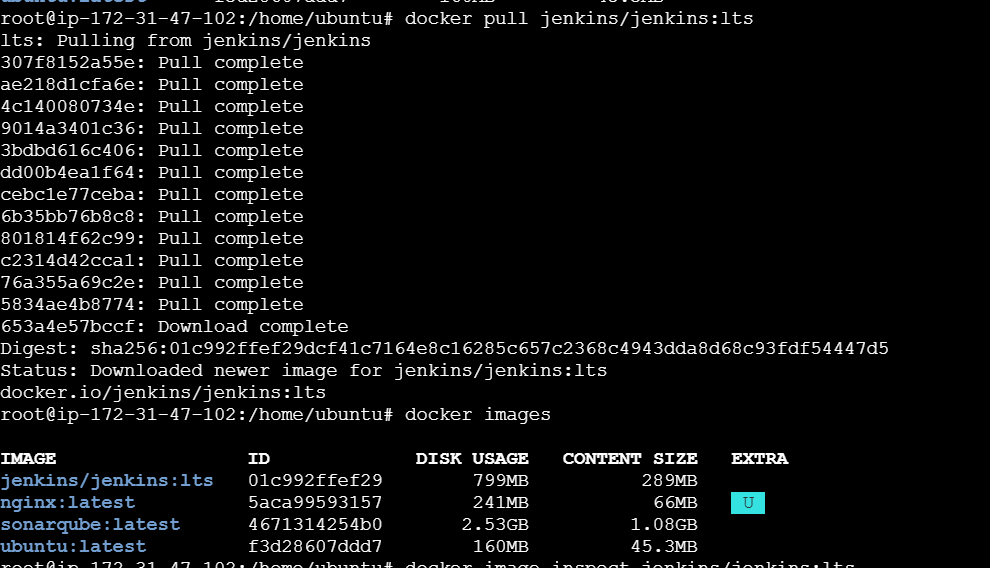 root@ip-172-31-47-102:/home/ubuntu# docker pull jenkins/jenkins:lts
lts: Pulling from jenkins/jenkins
307f8152a55e: Pull complete
ae218d1cfa6e: Pull complete
4c140080734e: Pull complete
9014a3401c36: Pull complete
3bdbd616c406: Pull complete
dd00b4ea1f64: Pull complete
cebc1e77ceba: Pull complete
6b35bb76b8c8: Pull complete
801814f62c99: Pull complete
c2314d42cca1: Pull complete
76a355a69c2e: Pull complete
5834ae4b8774: Pull complete
653a4e57bccf: Download complete
Digest: sha256:01c992ffef29dcf41c7164e8c16285c657c2368c4943dda8d68c93fdf54447d5
Status: Downloaded newer image for jenkins/jenkins:lts
docker.io/jenkins/jenkins:lts
root@ip-172-31-47-102:/home/ubuntu# docker images
IMAGE ID DISK USAGE CONTENT SIZE EXTRA
jenkins/jenkins:lts 01c992ffef29 799MB 289MB
nginx:latest 5aca99593157 241MB 66MB U
sonarqube:latest 4671314254b0 2.53GB 1.08GB
ubuntu:latest f3d28607ddd7 160MB 45.3MB
root@ip-172-31-47-102:/home/ubuntu# docker image inspect jenkins/jenkins:lts